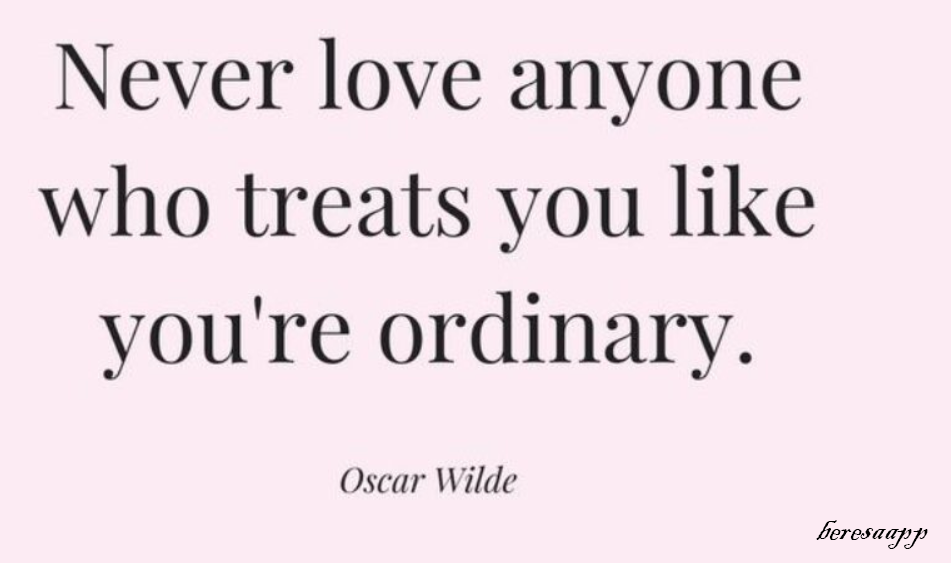 Never love anyone
who treats you like
you're ordinary.
Oscar Wilde
beresaapp